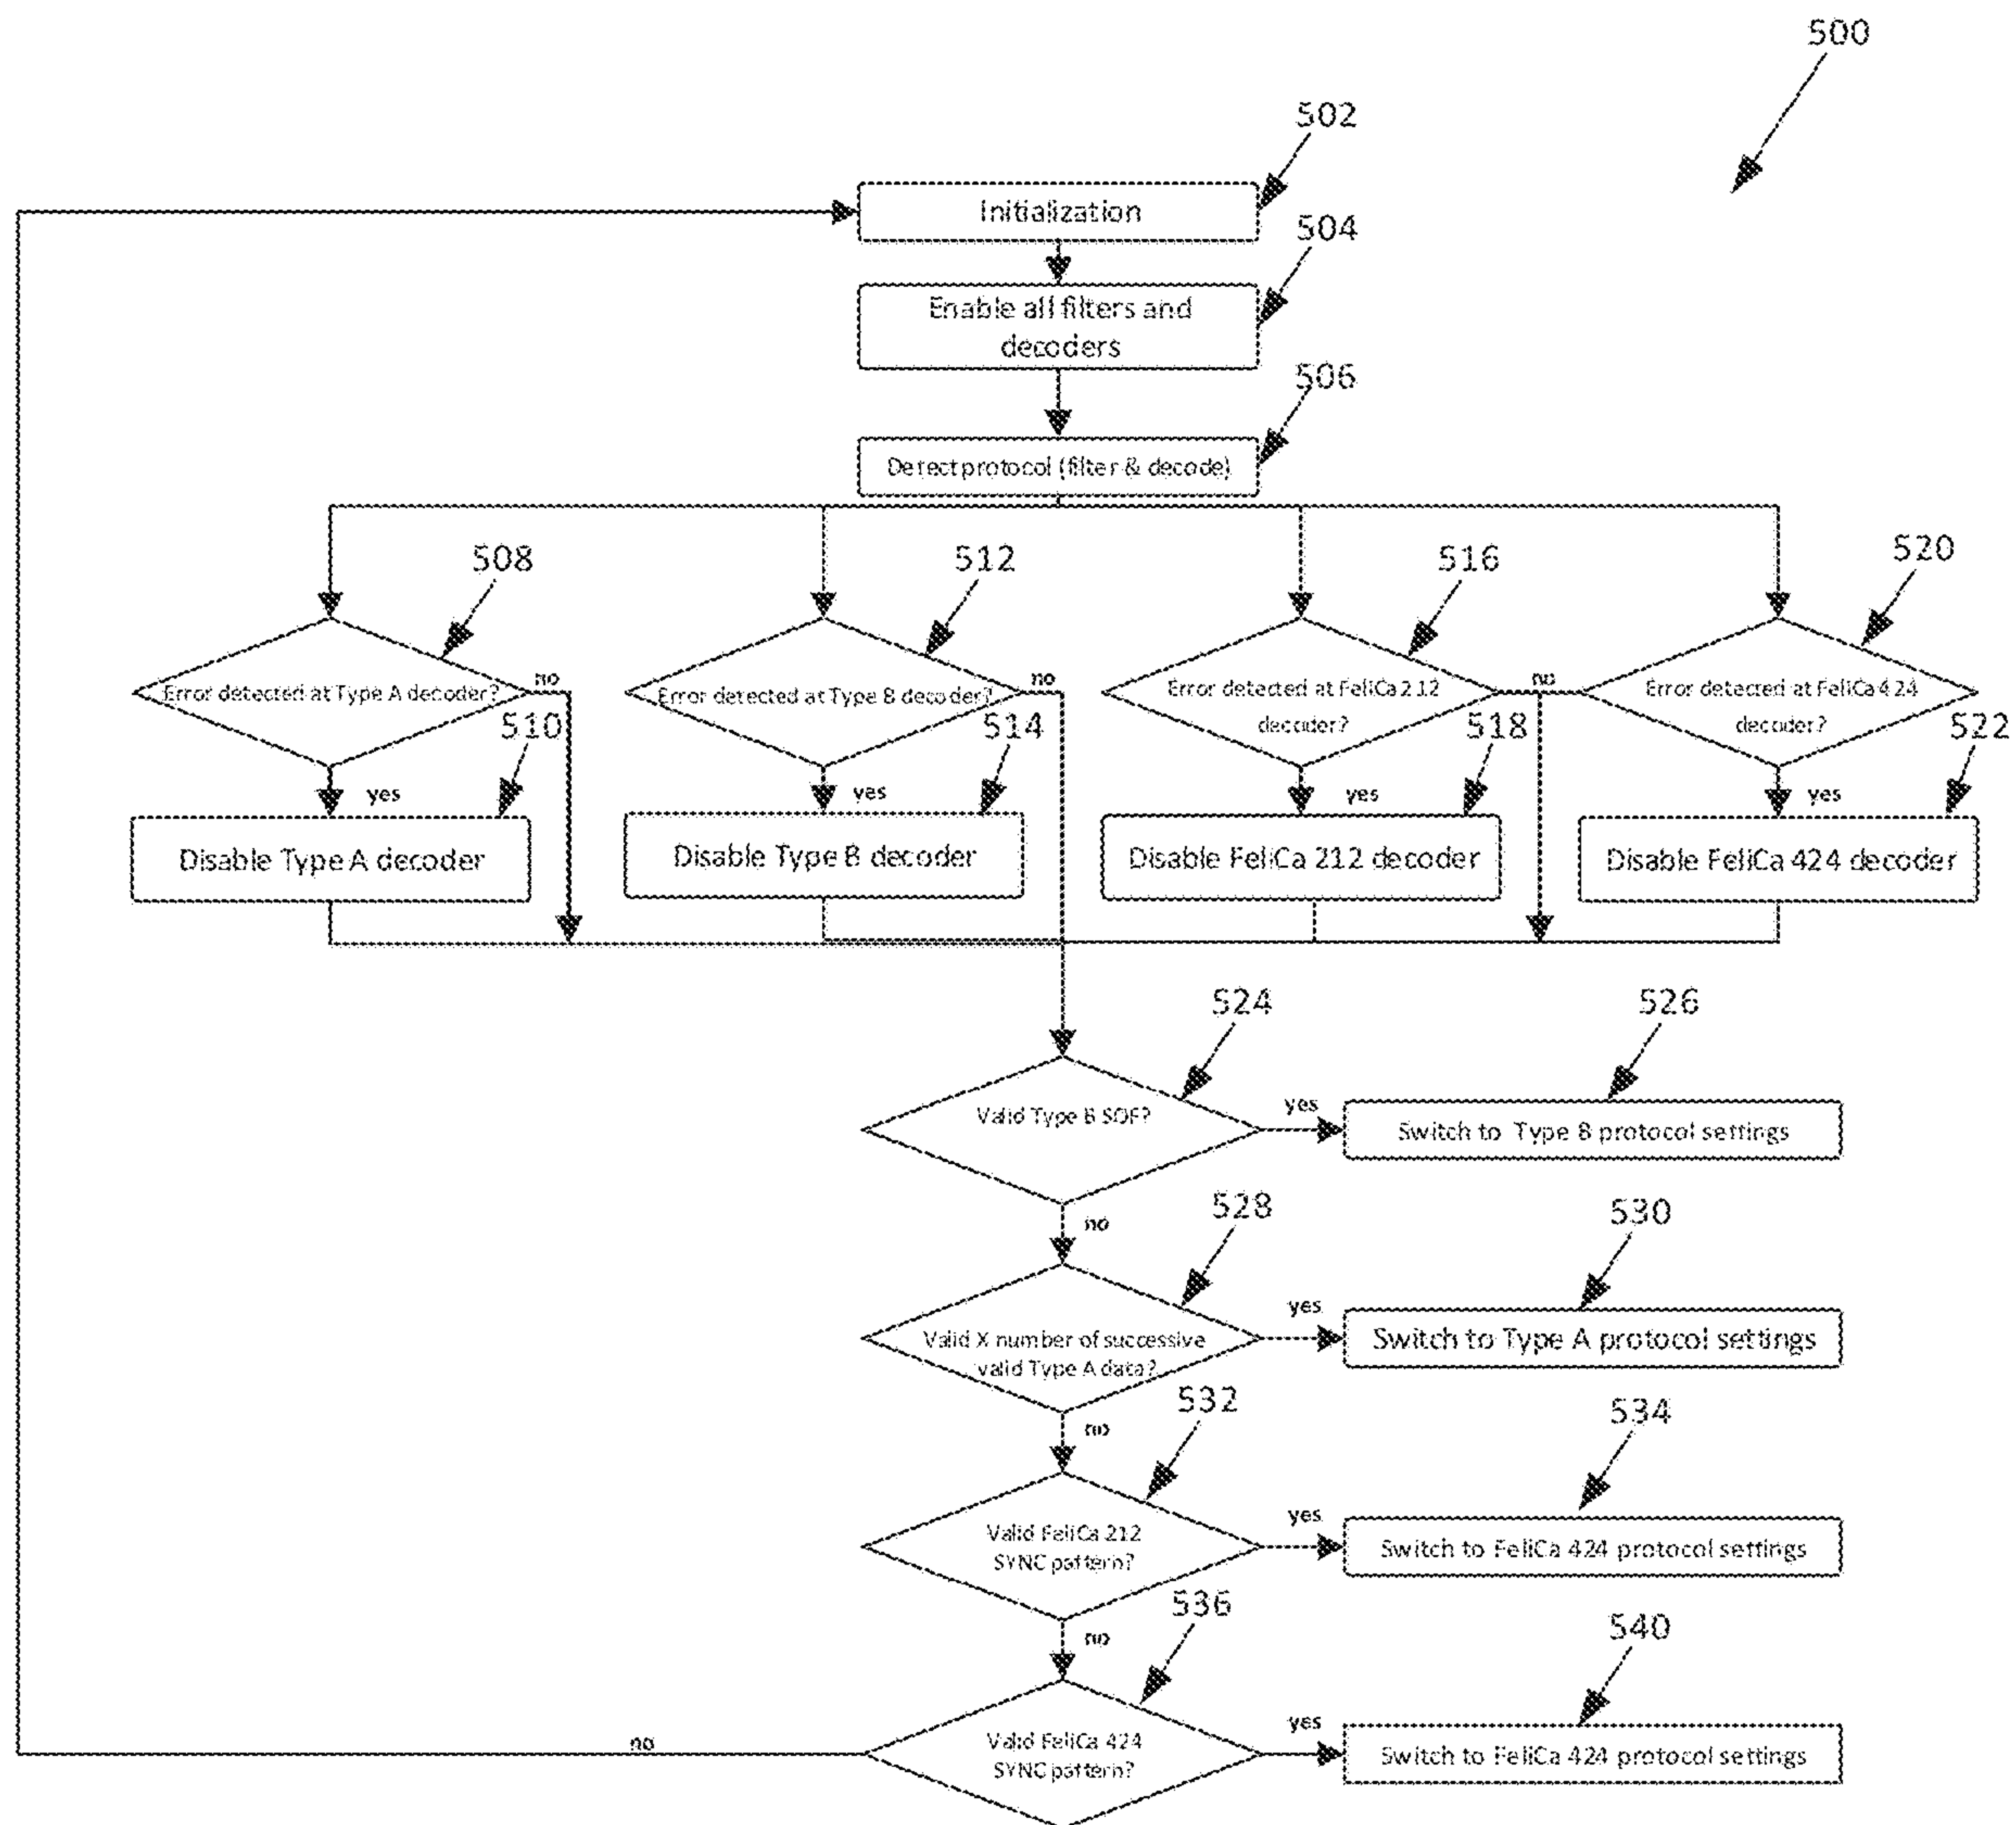 500
502
Initialization
504
Enable all filters and
decoders
506
Detect protocol (filter & decode)
508
512
516
520
Error detected at Type A decoder?
no
Error detected at Type B decoder?
no
Error detected at FeliCa 212
decoder?
no
Error detected at FeliCa 424
decoder?
510
514
518
522
yes
yes
yes
yes
Disable Type A decoder
Disable Type B decoder
Disable FeliCa 212 decoder
Disable FeliCa 424 decoder
524
526
Valid Type B SOF?
yes
Switch to Type B protocol settings
no
528
530
Valid X number of successive
valid Type A data?
yes
Switch to Type A protocol settings
no
532
534
Valid FeliCa 212
SYNC pattern?
yes
Switch to FeliCa 424 protocol settings
no
536
540
Valid FeliCa 424
SYNC pattern?
yes
Switch to FeliCa 424 protocol settings
no